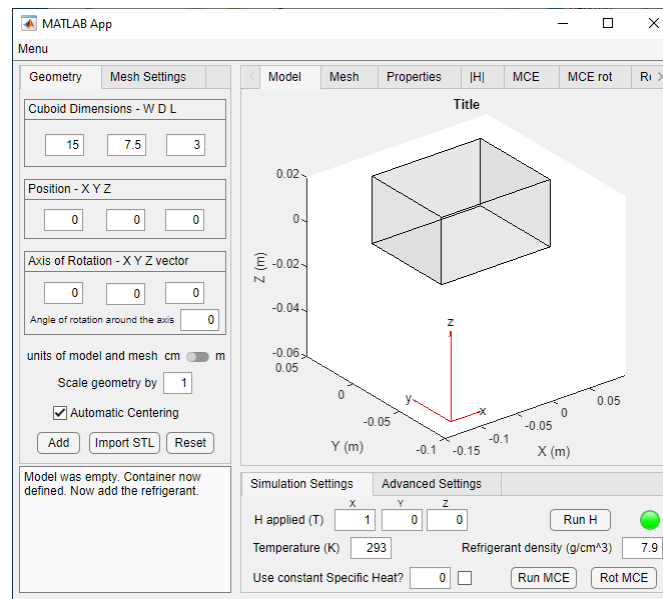 MATLAB App
Menu
Geometry
Mesh Settings
Cuboid Dimensions - W D L
15
7.5
3
Position - X Y Z
0
0
0
Axis of Rotation - X Y Z vector
0
0
0
Angle of rotation around the axis
0
units of model and mesh
cm
m
Scale geometry by
1
Automatic Centering
Add
Import STL
Reset
Model was empty. Container now
defined. Now add the refrigerant.
Model
Mesh
Properties
|H|
MCE
MCE rot
Title
0.02
0
-0.02
-0.04
-0.06
Z (m)
0.05
0
-0.05
-0.1
Y (m)
-0.15
-0.1
-0.05
0
0.05
X (m)
z
y
x
Simulation Settings
Advanced Settings
X
Y
Z
H applied (T)
1
0
0
Run H
Temperature (K)
293
Refrigerant density (g/cm^3)
7.9
Use constant Specific Heat?
0
Run MCE
Rot MCE